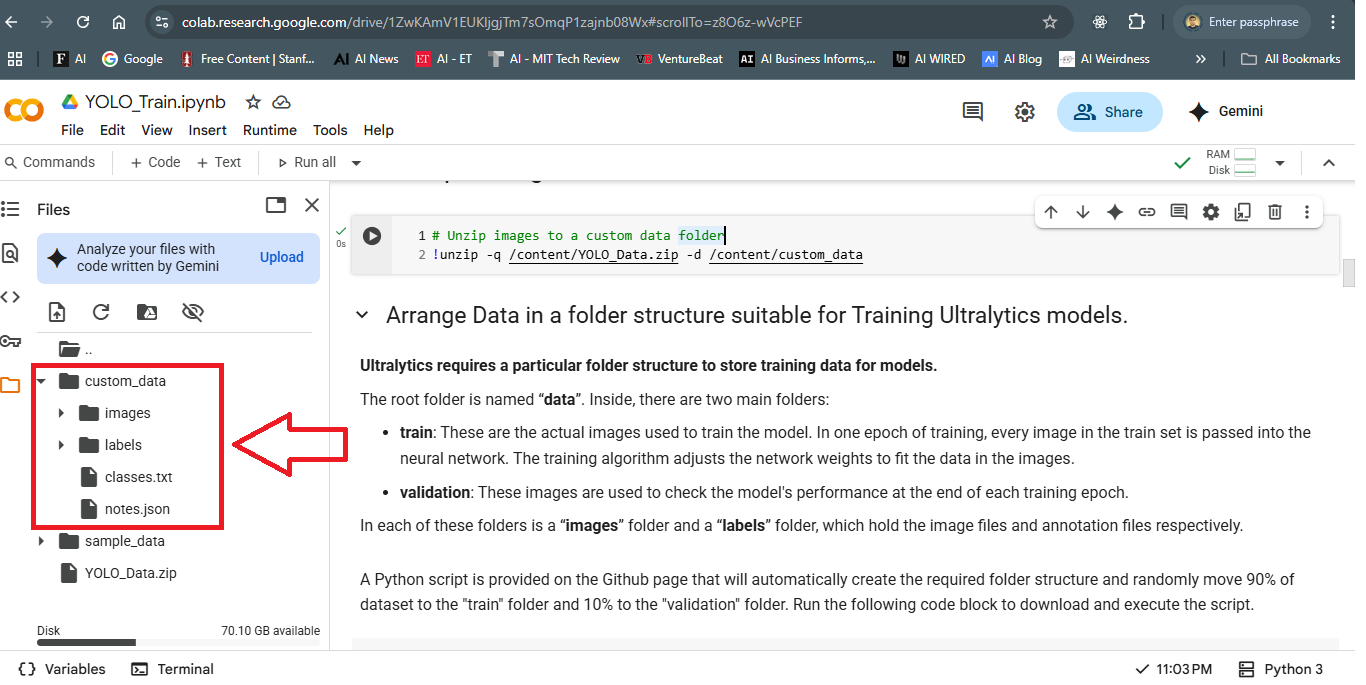 colab.research.google.com/drive/1ZwKAmV1EUKljgjTm7sOmqP1zajnb08Wx#scrollTo=z8O6z-wVcPEF
Enter passphrase
F AI
Google
Free Content | Stanf...
AI AI News
ET AI - ET
AI - MIT Tech Review
VB VentureBeat
AI AI Business Informs,...
AI WIRED
AI AI Blog
AI Weirdness
»
All Bookmarks
YOLO_Train.ipynb
File Edit View Insert Runtime Tools Help
Share
Gemini
Commands
+ Code
+ Text
Run all
RAM
Disk
Files
Analyze your files with
code written by Gemini
Upload
..
custom_data
images
labels
classes.txt
notes.json
sample_data
YOLO_Data.zip
Disk
70.10 GB available
0s
1 # Unzip images to a custom data folder
2 !unzip -q /content/YOLO_Data.zip -d /content/custom_data
Arrange Data in a folder structure suitable for Training Ultralytics models.
Ultralytics requires a particular folder structure to store training data for models.
The root folder is named “data”. Inside, there are two main folders:
• train: These are the actual images used to train the model. In one epoch of training, every image in the train set is passed into the
neural network. The training algorithm adjusts the network weights to fit the data in the images.
• validation: These images are used to check the model's performance at the end of each training epoch.
In each of these folders is a “images” folder and a “labels” folder, which hold the image files and annotation files respectively.
A Python script is provided on the Github page that will automatically create the required folder structure and randomly move 90% of
dataset to the "train" folder and 10% to the "validation" folder. Run the following code block to download and execute the script.
Variables
Terminal
11:03 PM
Python 3